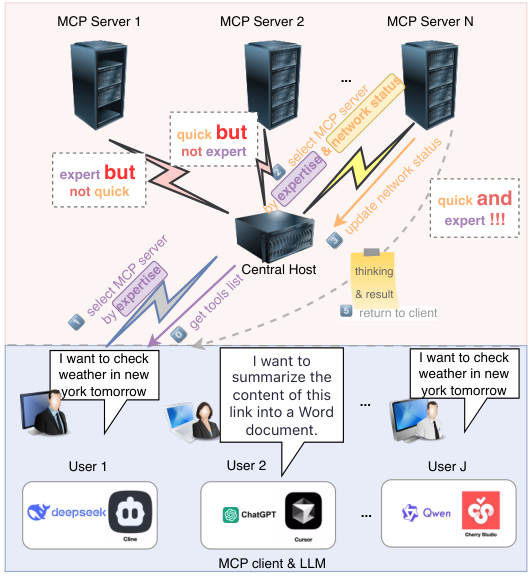 MCP Server 1
MCP Server 2
MCP Server N
...
expert but
not quick
quick but
not expert
2 select MCP server
by expertise & network status
quick and
expert !!!
3 update network status
Central Host
thinking
& result
5 return to client
1 select MCP server
by expertise
0 get tools list
I want to check
weather in new
york tomorrow
I want to
summarize the
content of this
link into a Word
document.
...
I want to check
weather in new
york tomorrow
User 1
User 2
User J
deepseek
Cline
ChatGPT
Cursor
...
Qwen
Cherry Studio
MCP client & LLM